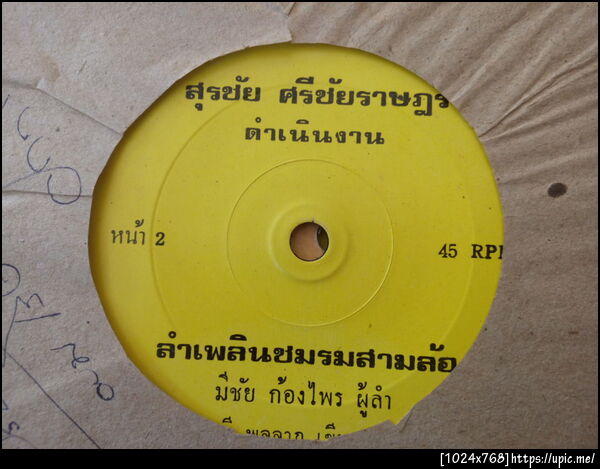 สุรชัย ศรีชัยราษฎร
ดำเนินงาน
หน้า 2
45 RPM
ลำเพลินชมรมสามล้อ
มีชัย ก้องไพร ผู้ลำ
[1024x768]https://upic.me/